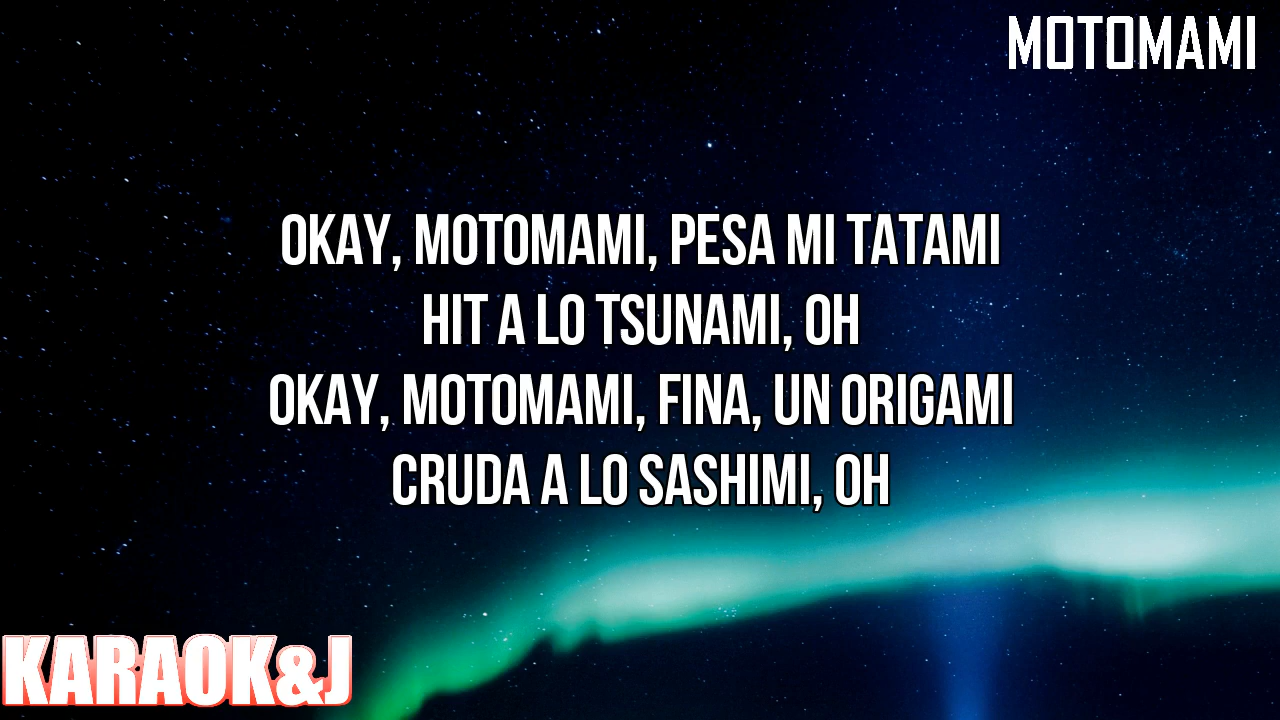 MOTOMAMI
OKAY, MOTOMAMI, PESA MI TATAMI
HIT A LO TSUNAMI, OH
OKAY, MOTOMAMI, FINA, UN ORIGAMI
CRUDA A LO SASHIMI, OH
KARAOK&J